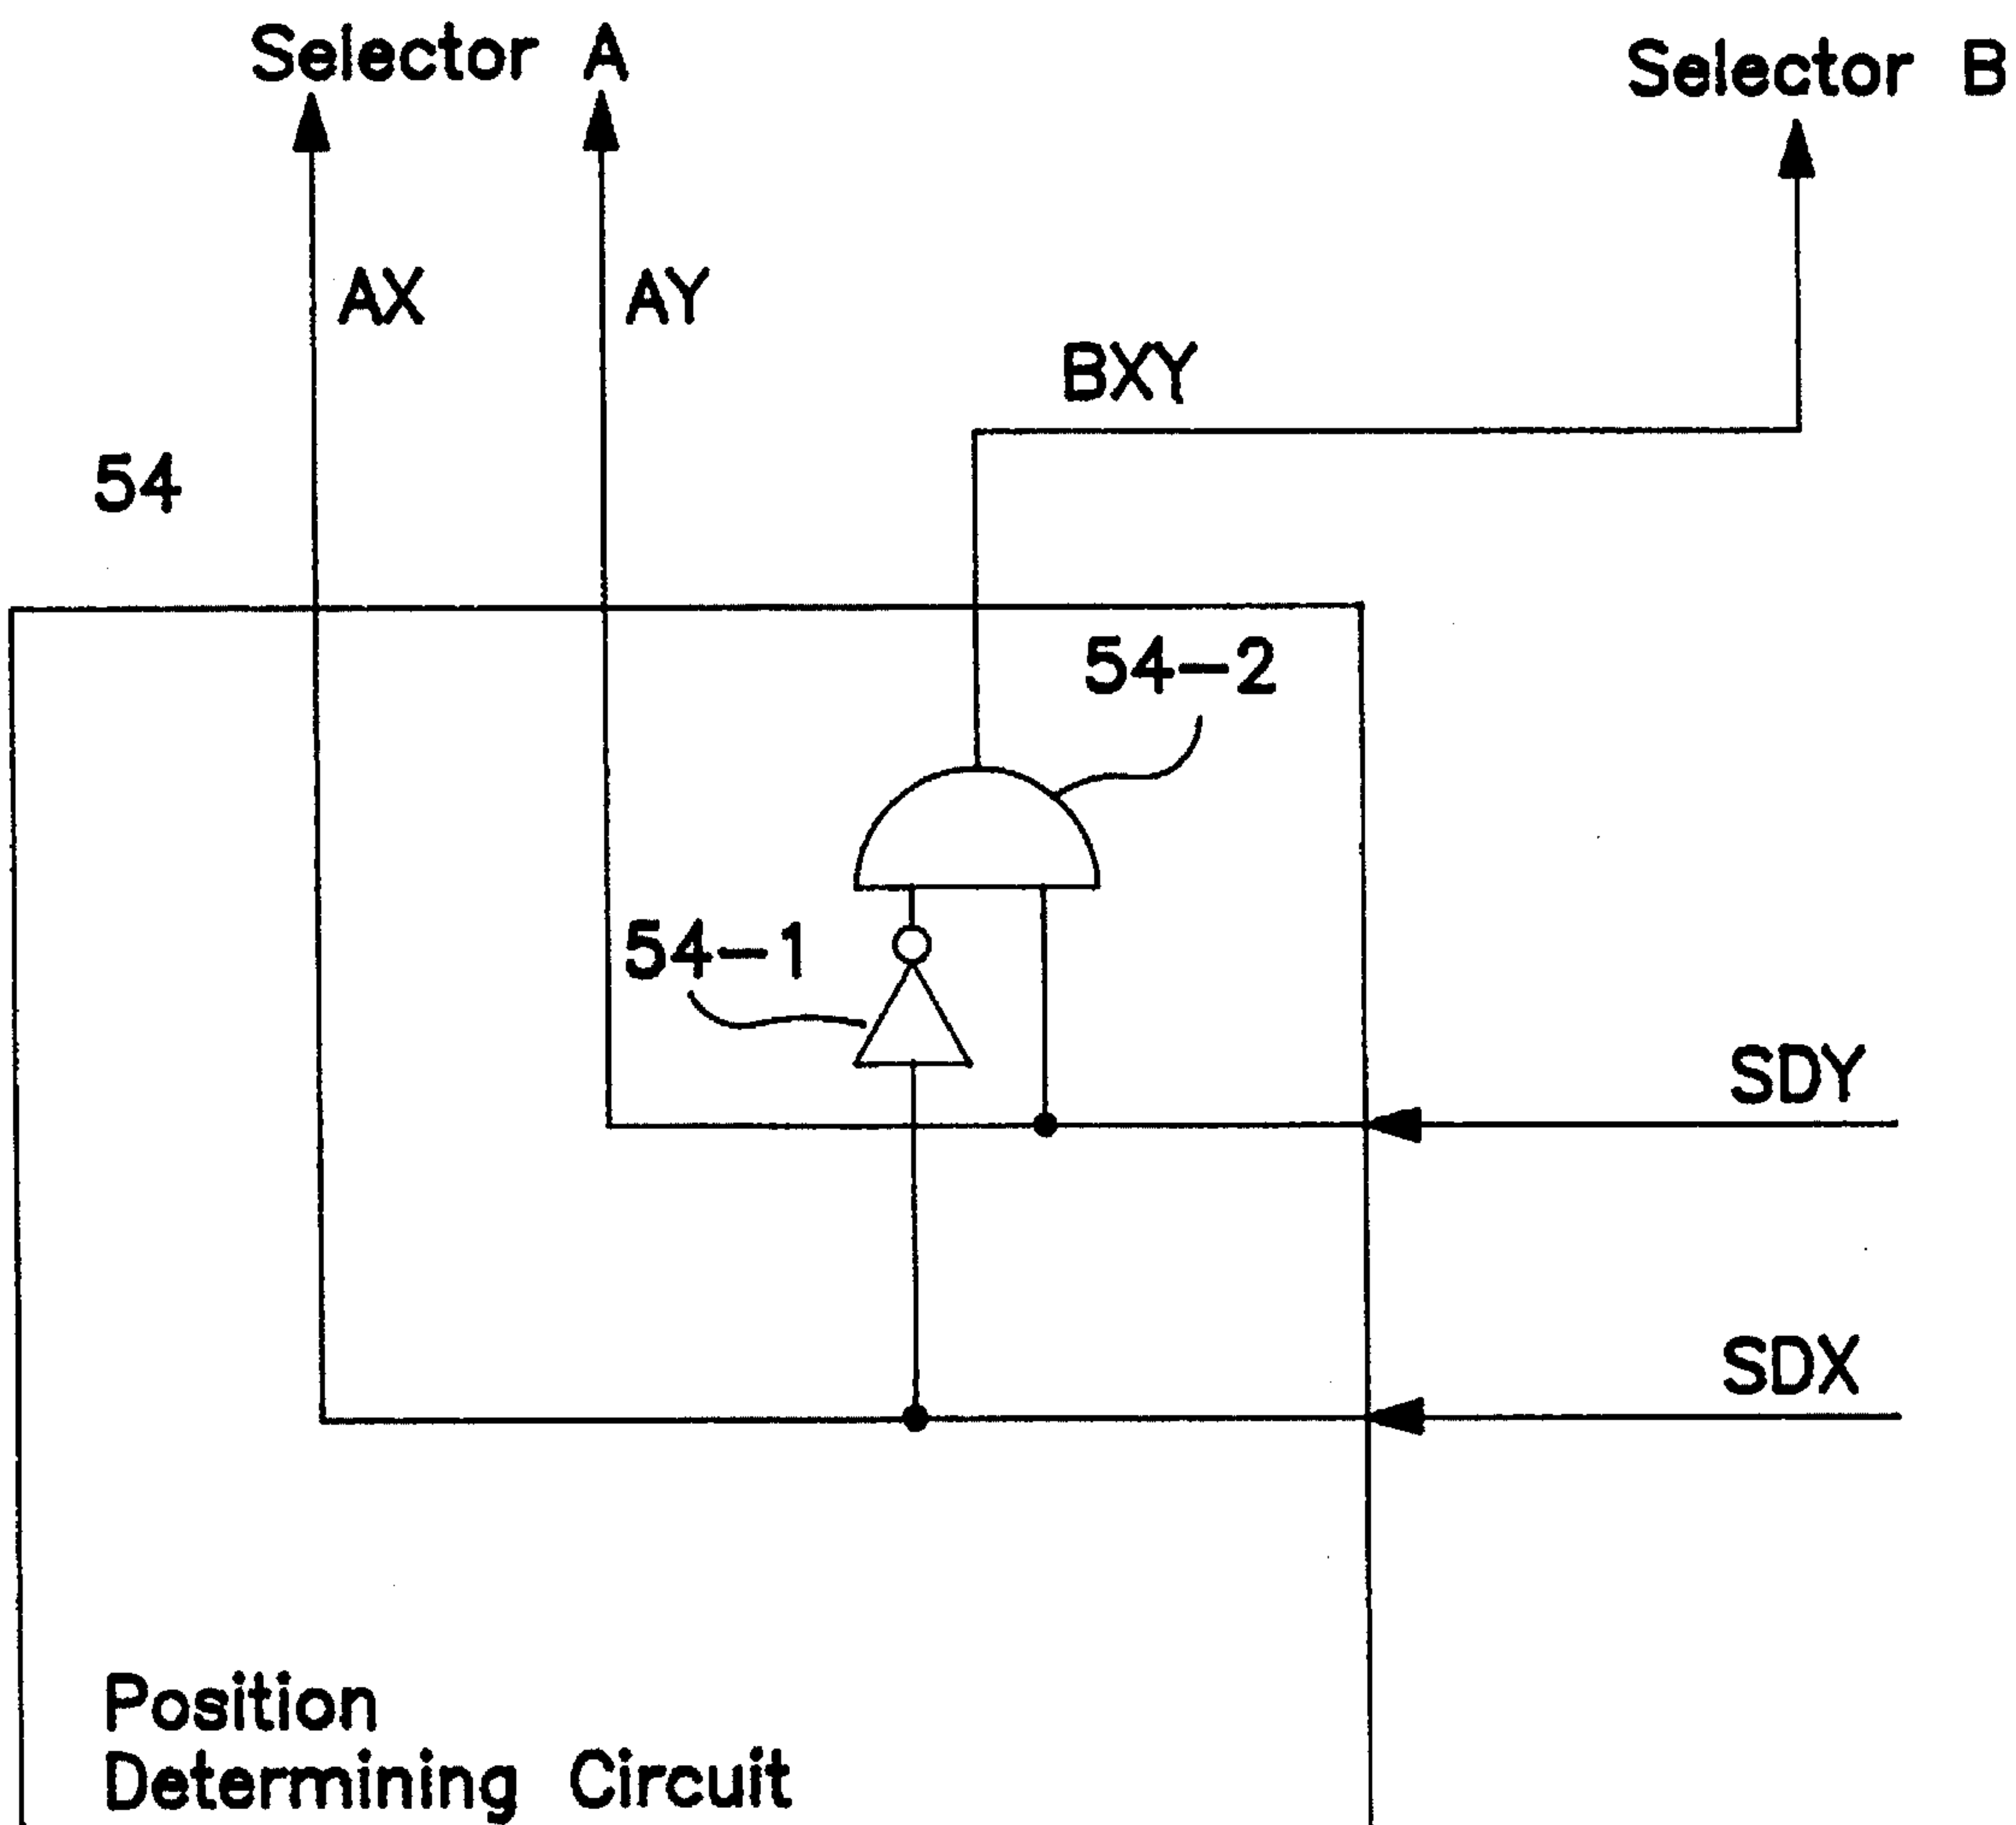 Selector A
Selector B
AX
AY
BXY
54
54-2
54-1
SDY
SDX
Position
Determining Circuit